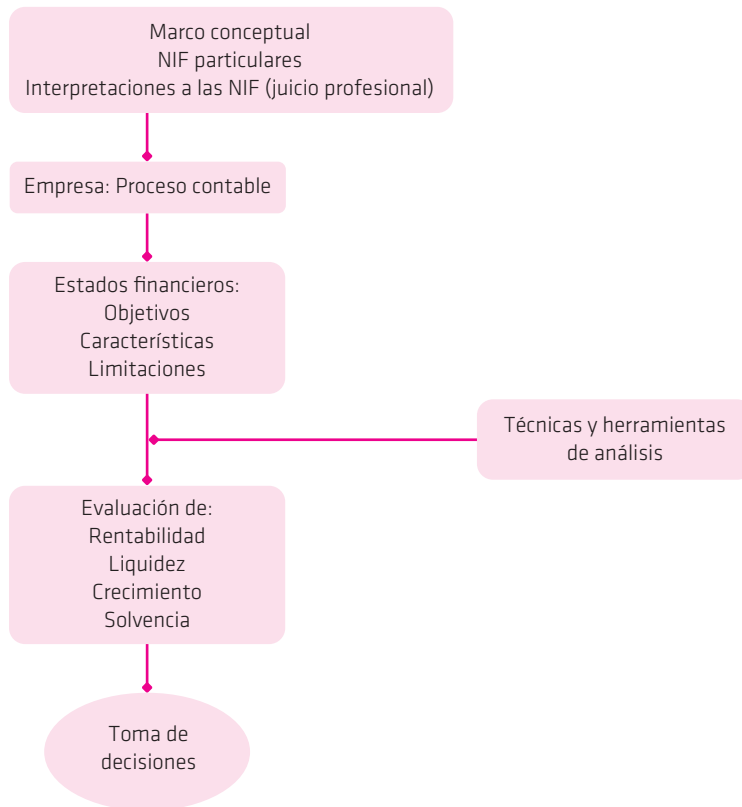 Marco conceptual
NIF particulares
Interpretaciones a las NIF (juicio profesional)
Empresa: Proceso contable
Estados financieros:
Objetivos
Características
Limitaciones
Técnicas y herramientas
de análisis
Evaluación de:
Rentabilidad
Liquidez
Crecimiento
Solvencia
Toma de
decisiones